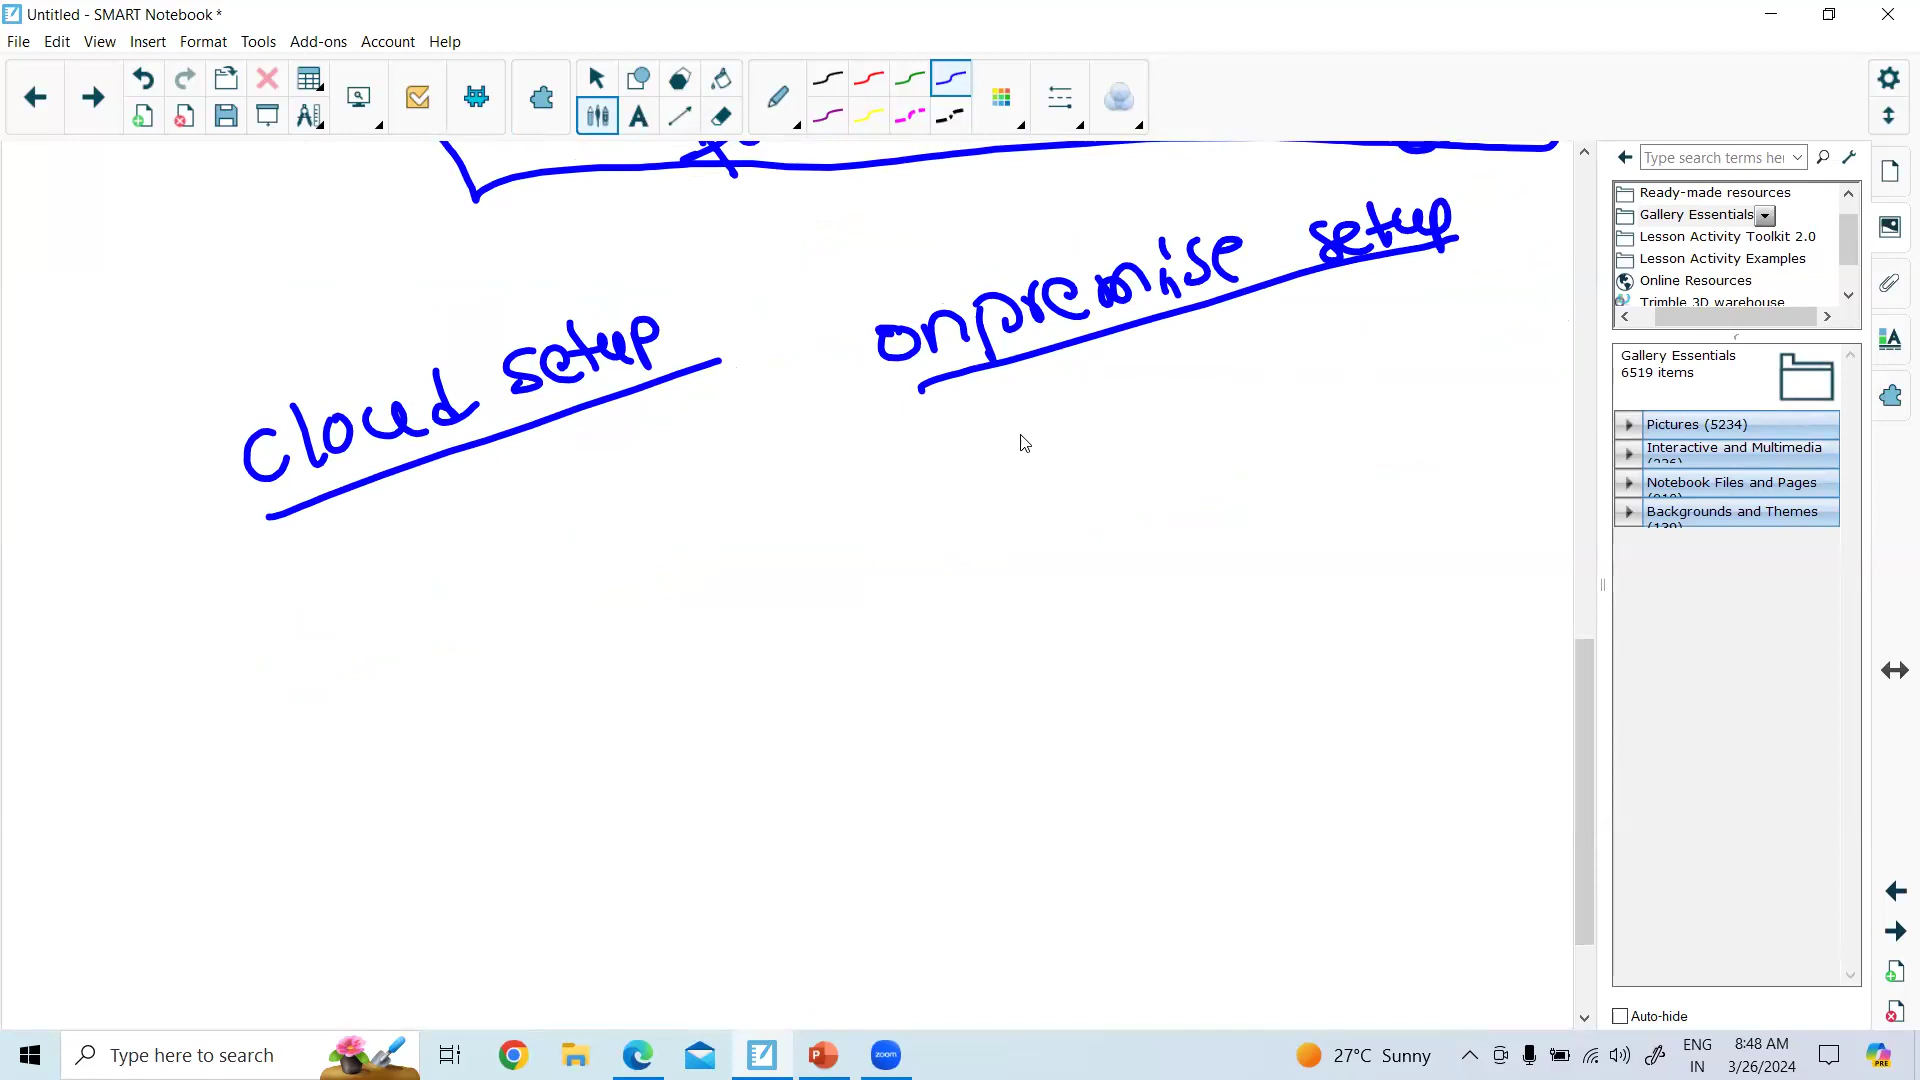 Untitled - SMART Notebook *
File Edit View Insert Format Tools Add-ons Account Help
Type search terms her
Ready-made resources
Gallery Essentials
Lesson Activity Toolkit 2.0
Lesson Activity Examples
Online Resources
Trimble 3D warehouse
onpremise setup
cloud setup
Gallery Essentials
6519 items
Pictures (5234)
Interactive and Multimedia
Notebook Files and Pages
Backgrounds and Themes
Auto-hide
Type here to search
zoom
27°C Sunny
ENG
IN
8:48 AM
3/26/2024
PRE